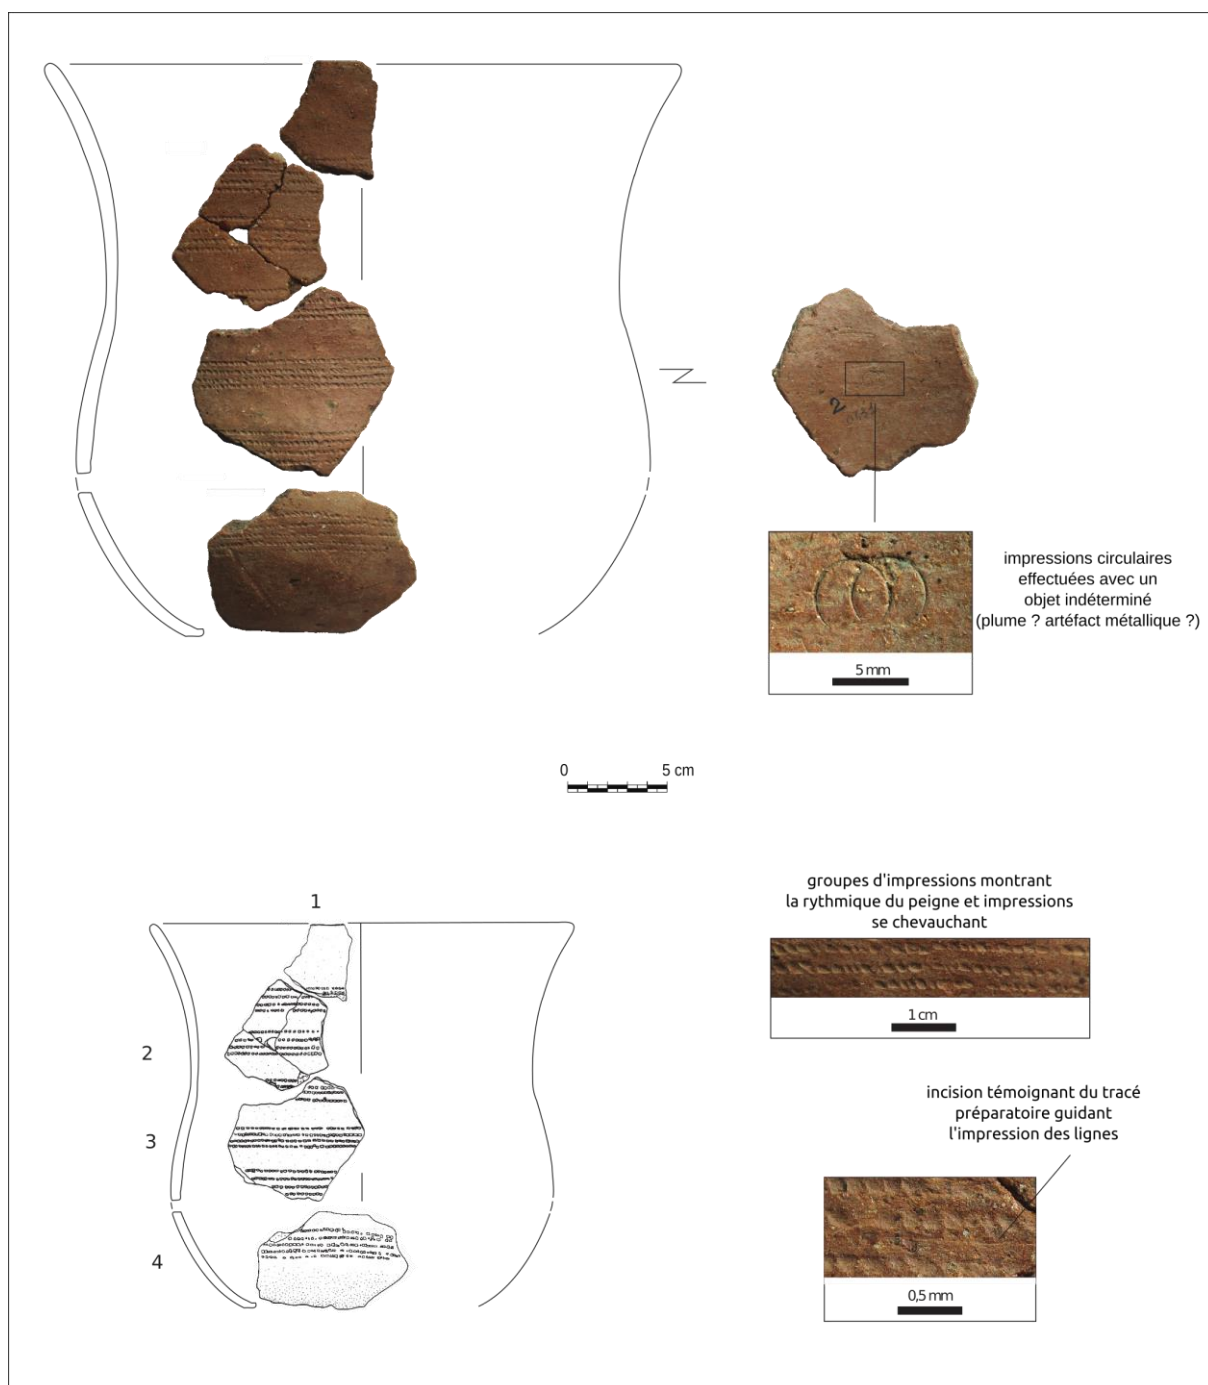 2
impressions circulaires
effectuées avec un
objet indéterminé
(plume ? artéfact métallique ?)
5 mm
0 5 cm
1
2
3
4
groupes d'impressions montrant
la rythmique du peigne et impressions
se chevauchant
1 cm
incision témoignant du tracé
préparatoire guidant
l'impression des lignes
0,5 mm